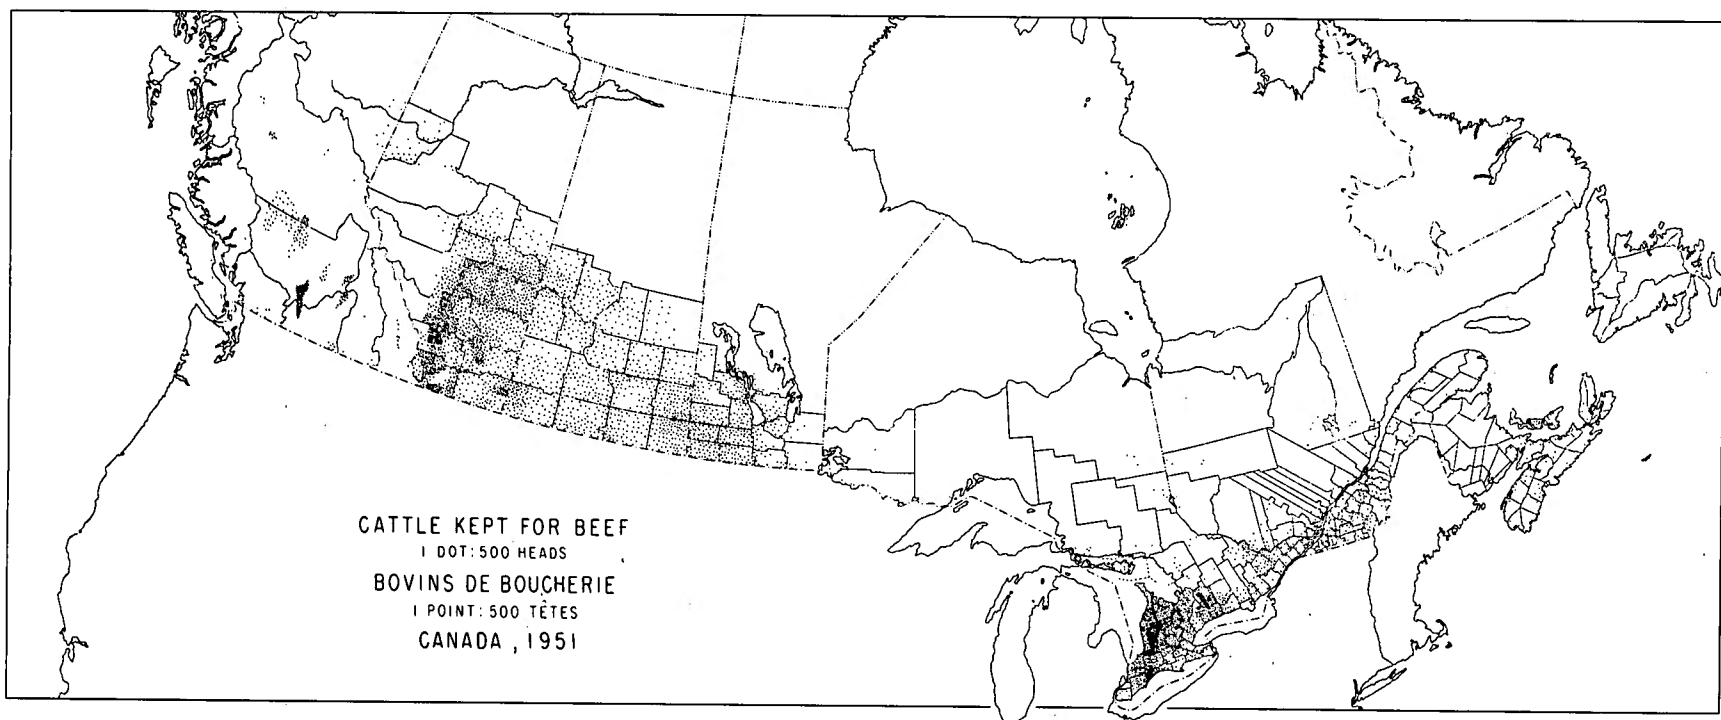 CATTLE KEPT FOR BEEF
1 DOT: 500 HEADS
BOVINS DE BOUCHERIE
1 POINT: 500 TÊTES
CANADA, 1951